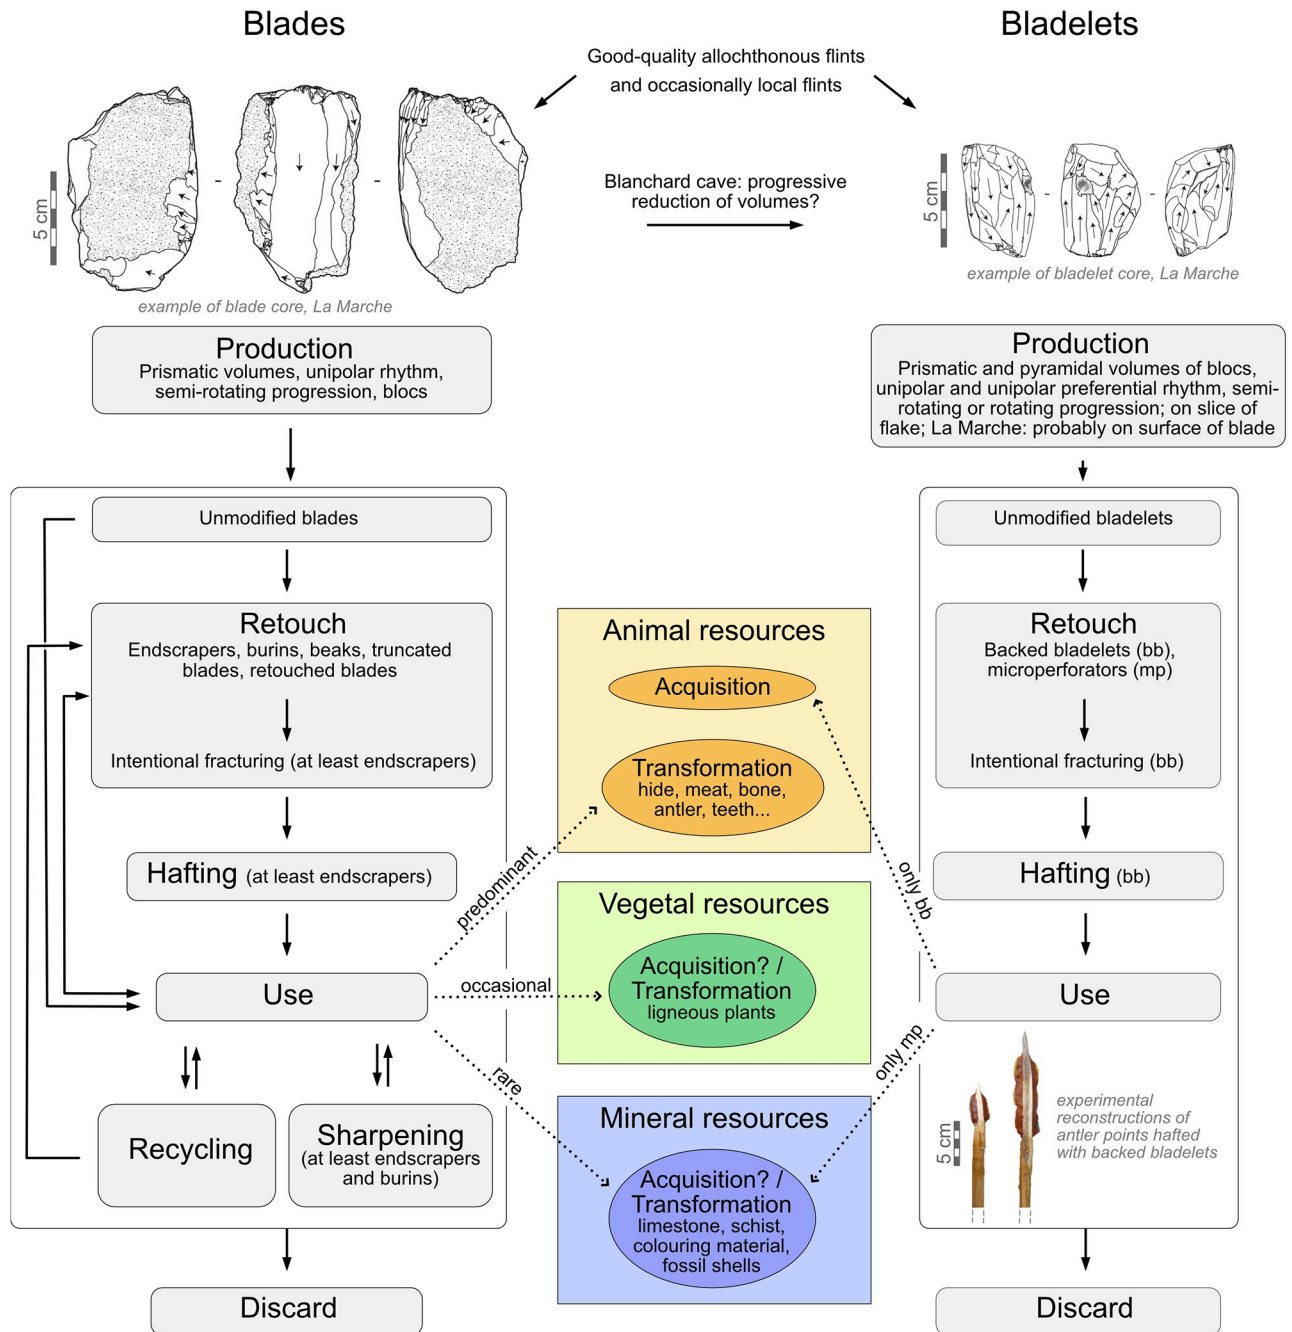 Blades
Bladelets
Good-quality allochthonous flints
and occasionally local flints
Blanchard cave: progressive
reduction of volumes?
5 cm
-
-
example of blade core, La Marche
5 cm
-
-
example of bladelet core, La Marche
Production
Prismatic volumes, unipolar rhythm,
semi-rotating progression, blocs
Unmodified blades
Retouch
Endscrapers, burins, beaks, truncated
blades, retouched blades
Intentional fracturing (at least endscrapers)
Hafting (at least endscrapers)
Use
Recycling
Sharpening
(at least endscrapers
and burins)
Discard
predominant
occasional
rare
Animal resources
Acquisition
Transformation
hide, meat, bone,
antler, teeth...
Vegetal resources
Acquisition? /
Transformation
ligneous plants
Mineral resources
Acquisition? /
Transformation
limestone, schist,
colouring material,
fossil shells
only bb
only mp
Production
Prismatic and pyramidal volumes of blocs,
unipolar and unipolar preferential rhythm, semi-
rotating or rotating progression; on slice of
flake; La Marche: probably on surface of blade
Unmodified bladelets
Retouch
Backed bladelets (bb),
microperforators (mp)
Intentional fracturing (bb)
Hafting (bb)
Use
5 cm
experimental
reconstructions of
antler points hafted
with backed bladelets
Discard